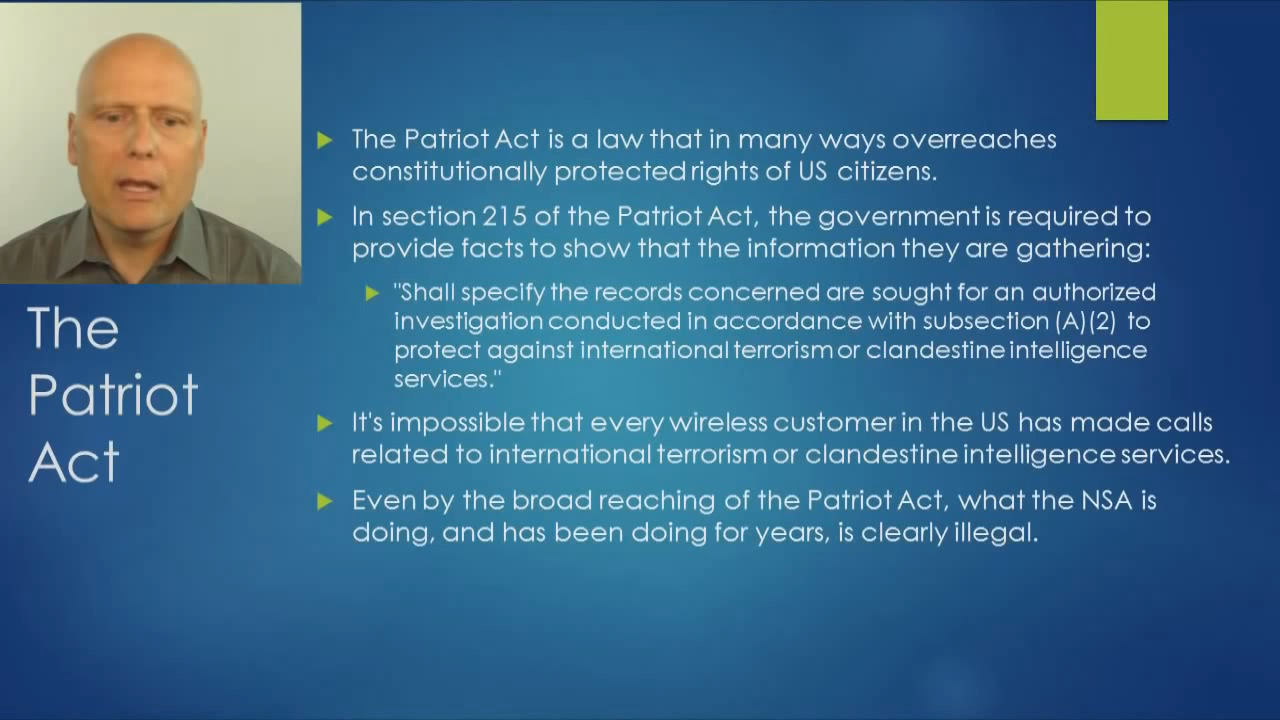 The Patriot Act is a law that in many ways overreaches
constitutionally protected rights of US citizens.
In section 215 of the Patriot Act, the government is required to
provide facts to show that the information they are gathering:
"Shall specify the records concerned are sought for an authorized
investigation conducted in accordance with subsection (A)(2) to
protect against international terrorism or clandestine intelligence
services."
It's impossible that every wireless customer in the US has made calls
related to international terrorism or clandestine intelligence services.
Even by the broad reaching of the Patriot Act, what the NSA is
doing, and has been doing for years, is clearly illegal.
The
Patriot
Act